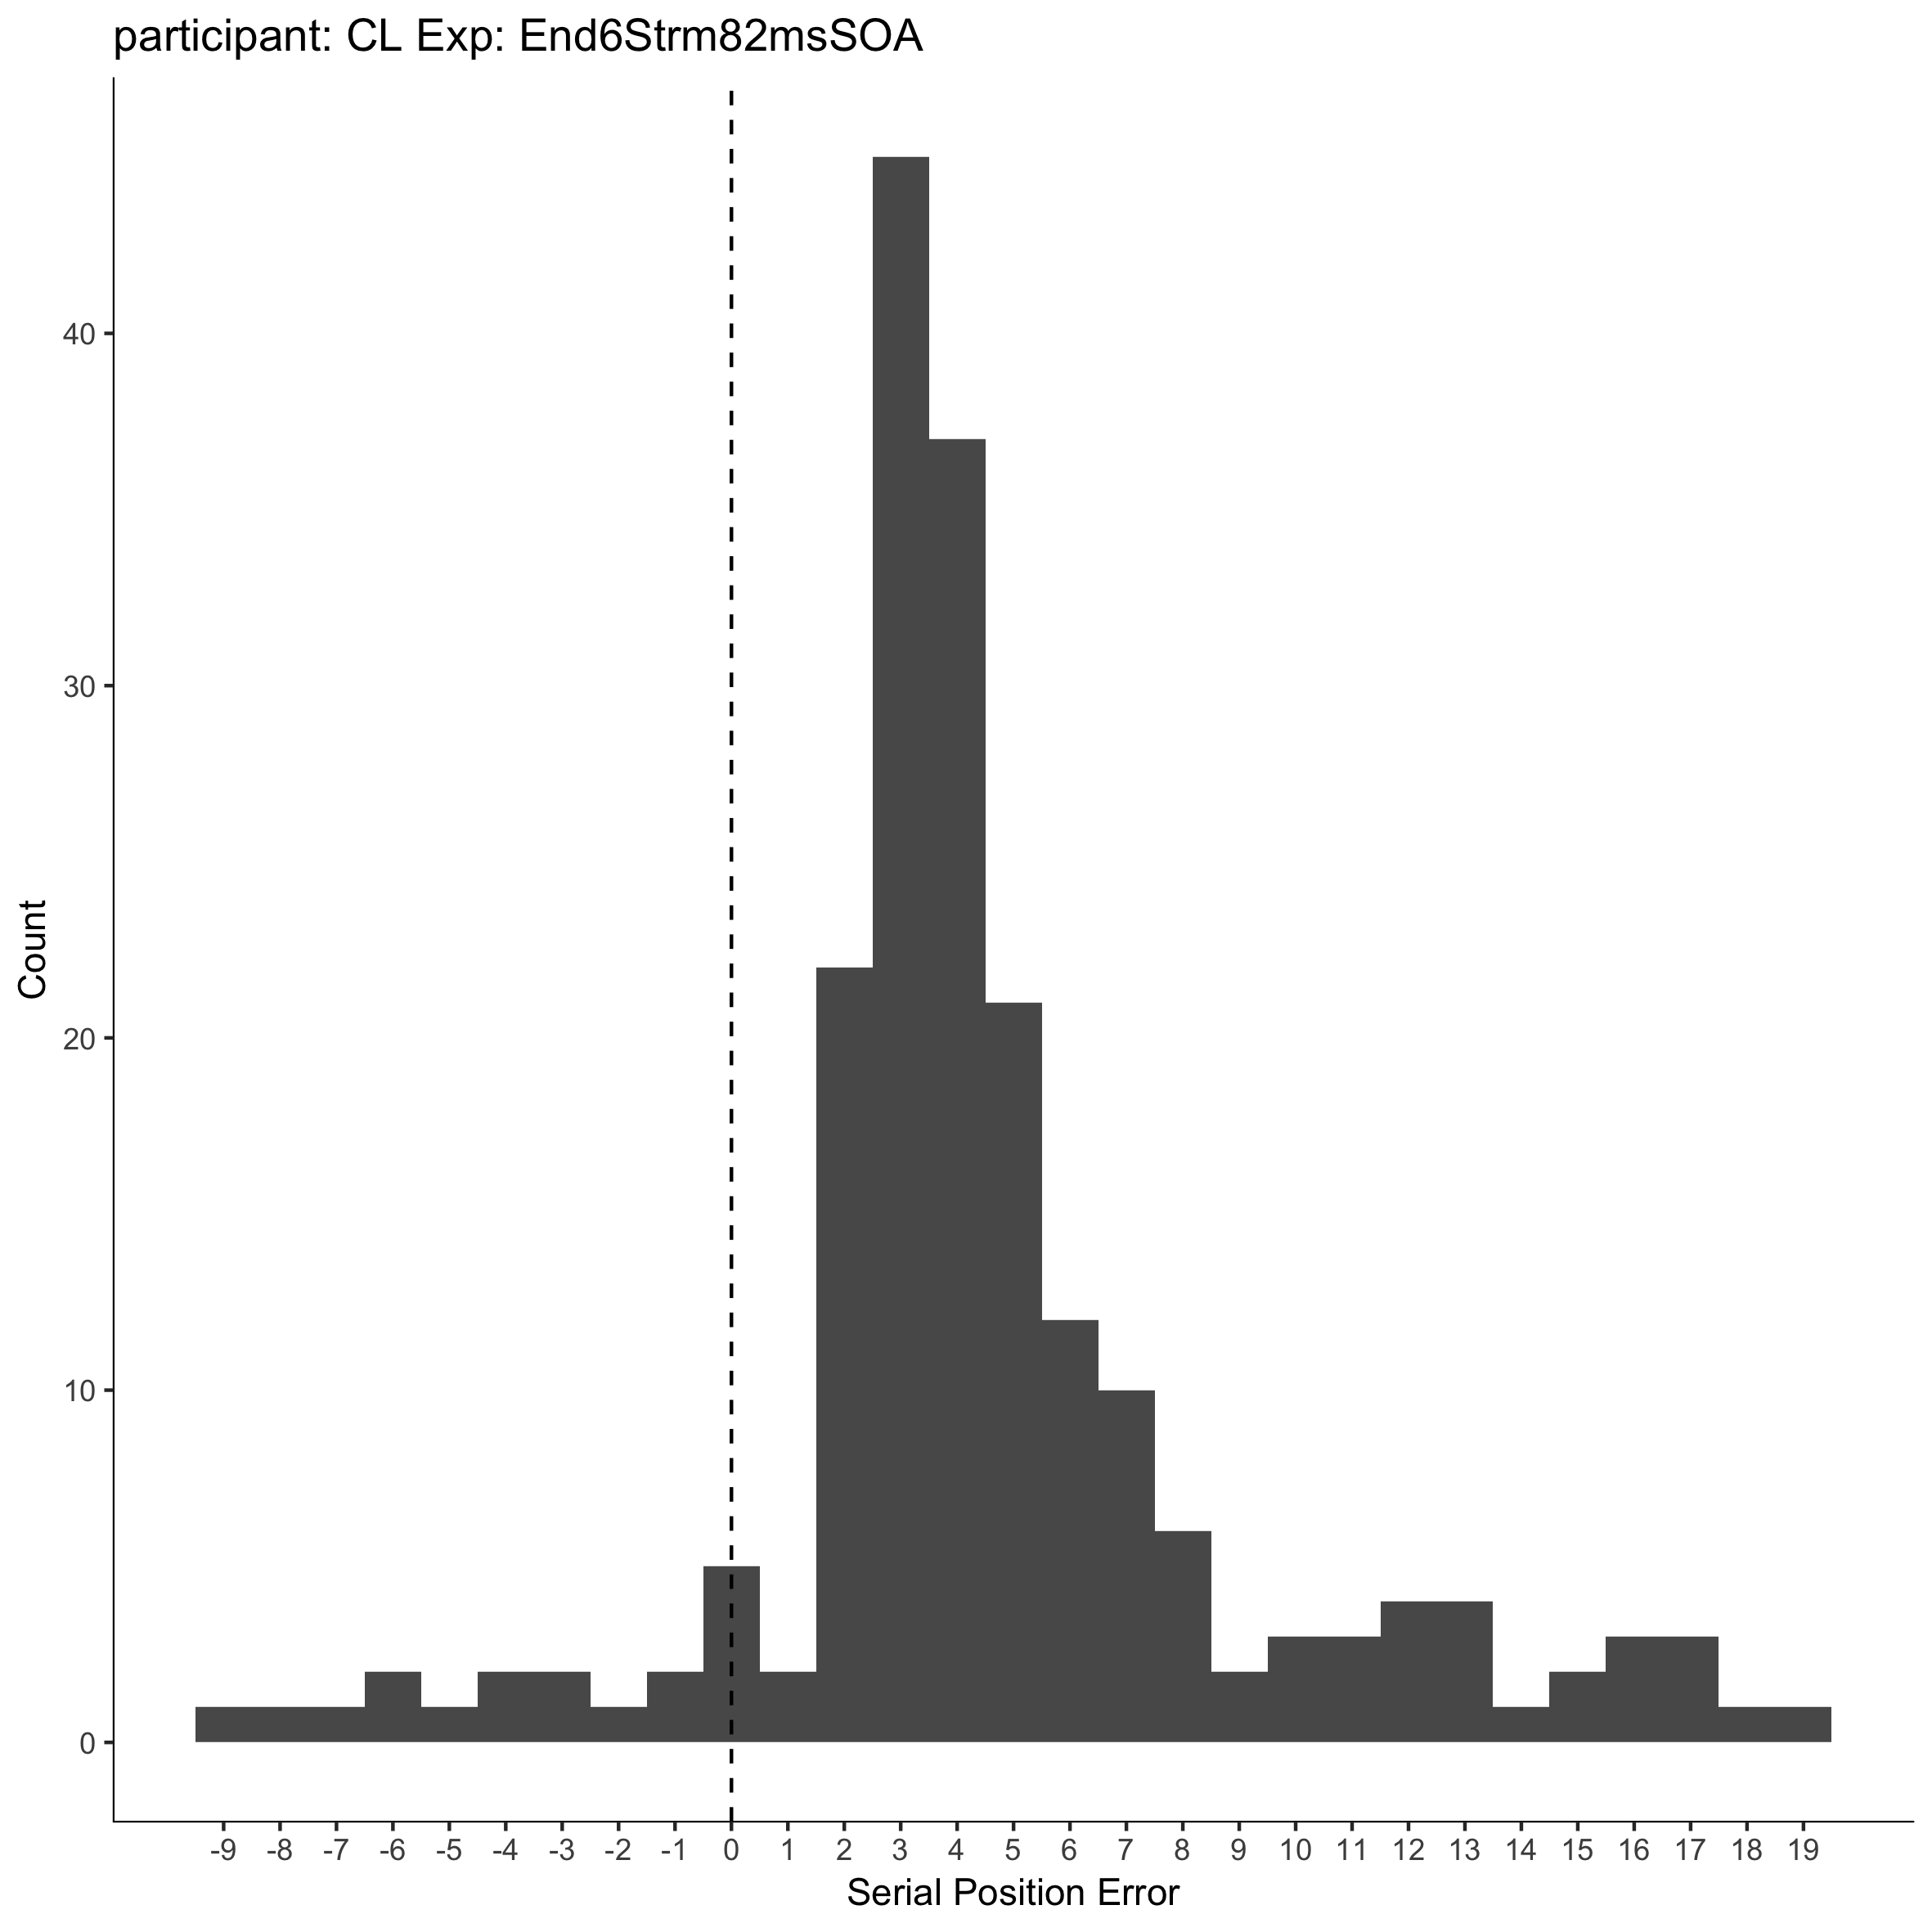 participant: CL Exp: End6Strm82msSOA
Count
40
30
20
10
0
-9 -8 -7 -6 -5 -4 -3 -2 -1 0 1 2 3 4 5 6 7 8 9 10 11 12 13 14 15 16 17 18 19
Serial Position Error